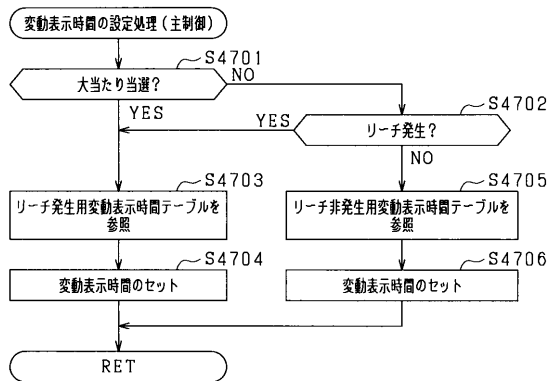 変動表示時間の設定処理(主制御)
S4701
大当たり当選?
NO
YES
S4702
リーチ発生?
YES
NO
S4703
リーチ発生用変動表示時間テーブルを
参照
S4705
リーチ非発生用変動表示時間テーブルを
参照
S4704
変動表示時間のセット
S4706
変動表示時間のセット
RET